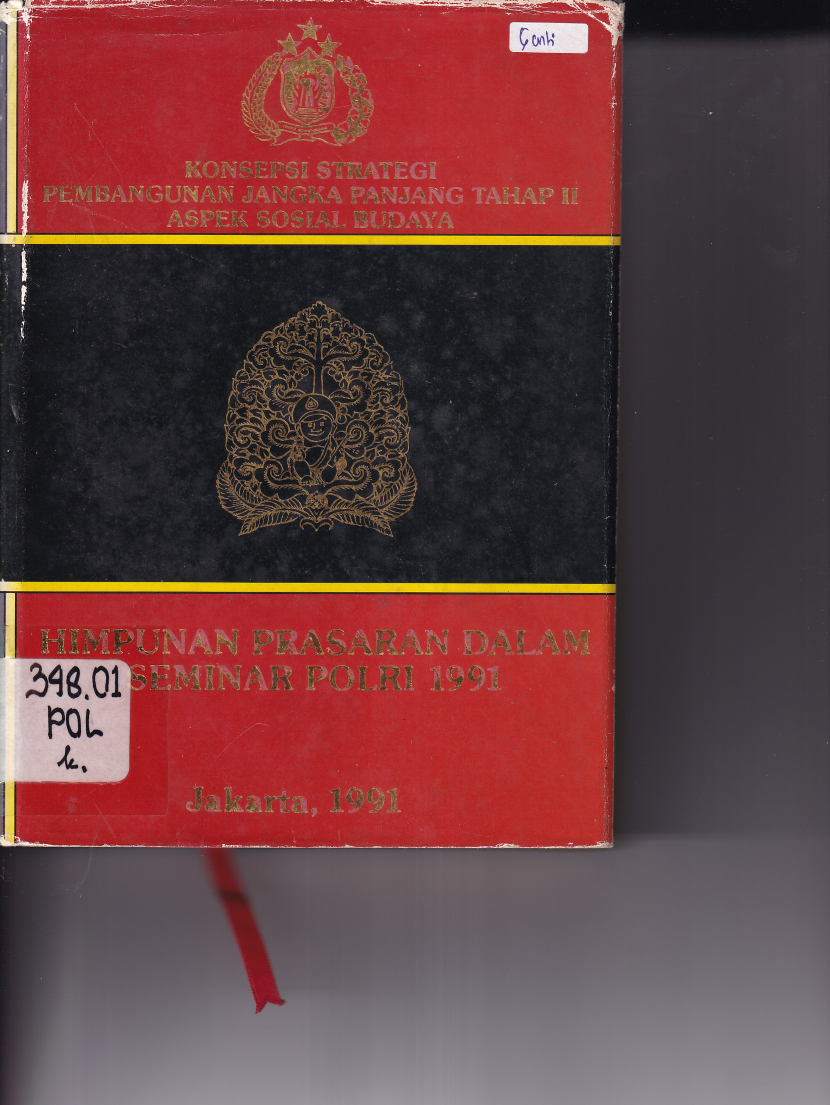 Ganti
KONSEPSI STRATEGI
PEMBANGUNAN JANGKA PANJANG TAHAP II
ASPEK SOSIAL BUDAYA
HIMPUNAN PRASARAN DALAM
SEMINAR POLRI 1991
398.01
POL
k.
Jakarta, 1991